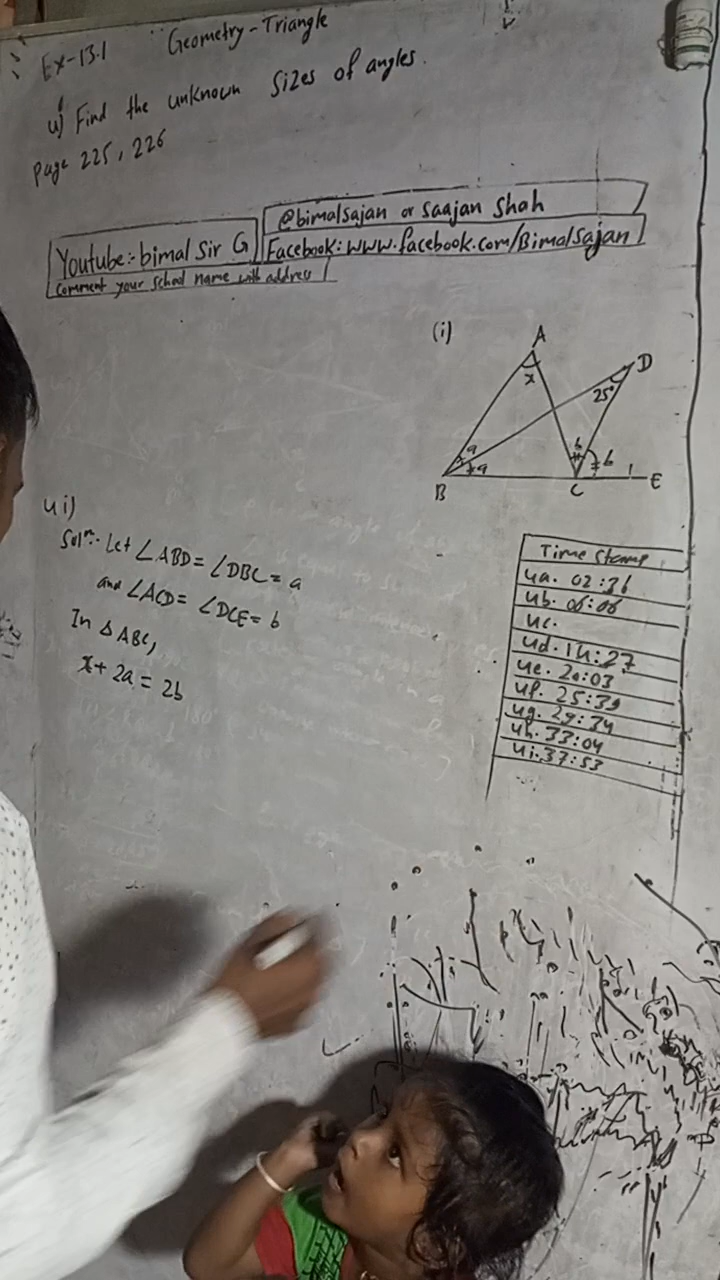 Ex-13.1 Geometry-Triangle
4) Find the unknown sizes of angles.
Page 225, 226
@bimalsajan or Saajan Shah
Youtube:- bimal Sir G
Facebook: www.facebook.com/BimalSajan
Comment your school name with address
(i)
A
x
D
25°
a
a
b
b
B
C
E
4 i)
Solⁿ:- Let ∠ABD = ∠DBC = a
and ∠ACD = ∠DCE = b
In △ABC,
x + 2a = 2b
Time Stamp
4a. 02:36
4b. 06:06
4c.
4d. 14:27
4e. 20:03
4f. 25:39
4g. 29:34
4h. 33:04
4i. 37:53